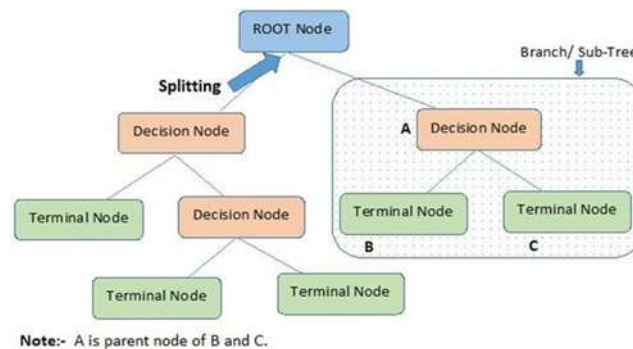 ROOT Node
Branch/ Sub-Tree
Splitting
Decision Node
A Decision Node
Terminal Node
Decision Node
Terminal Node
Terminal Node
B
C
Terminal Node
Terminal Node
Note:- A is parent node of B and C.